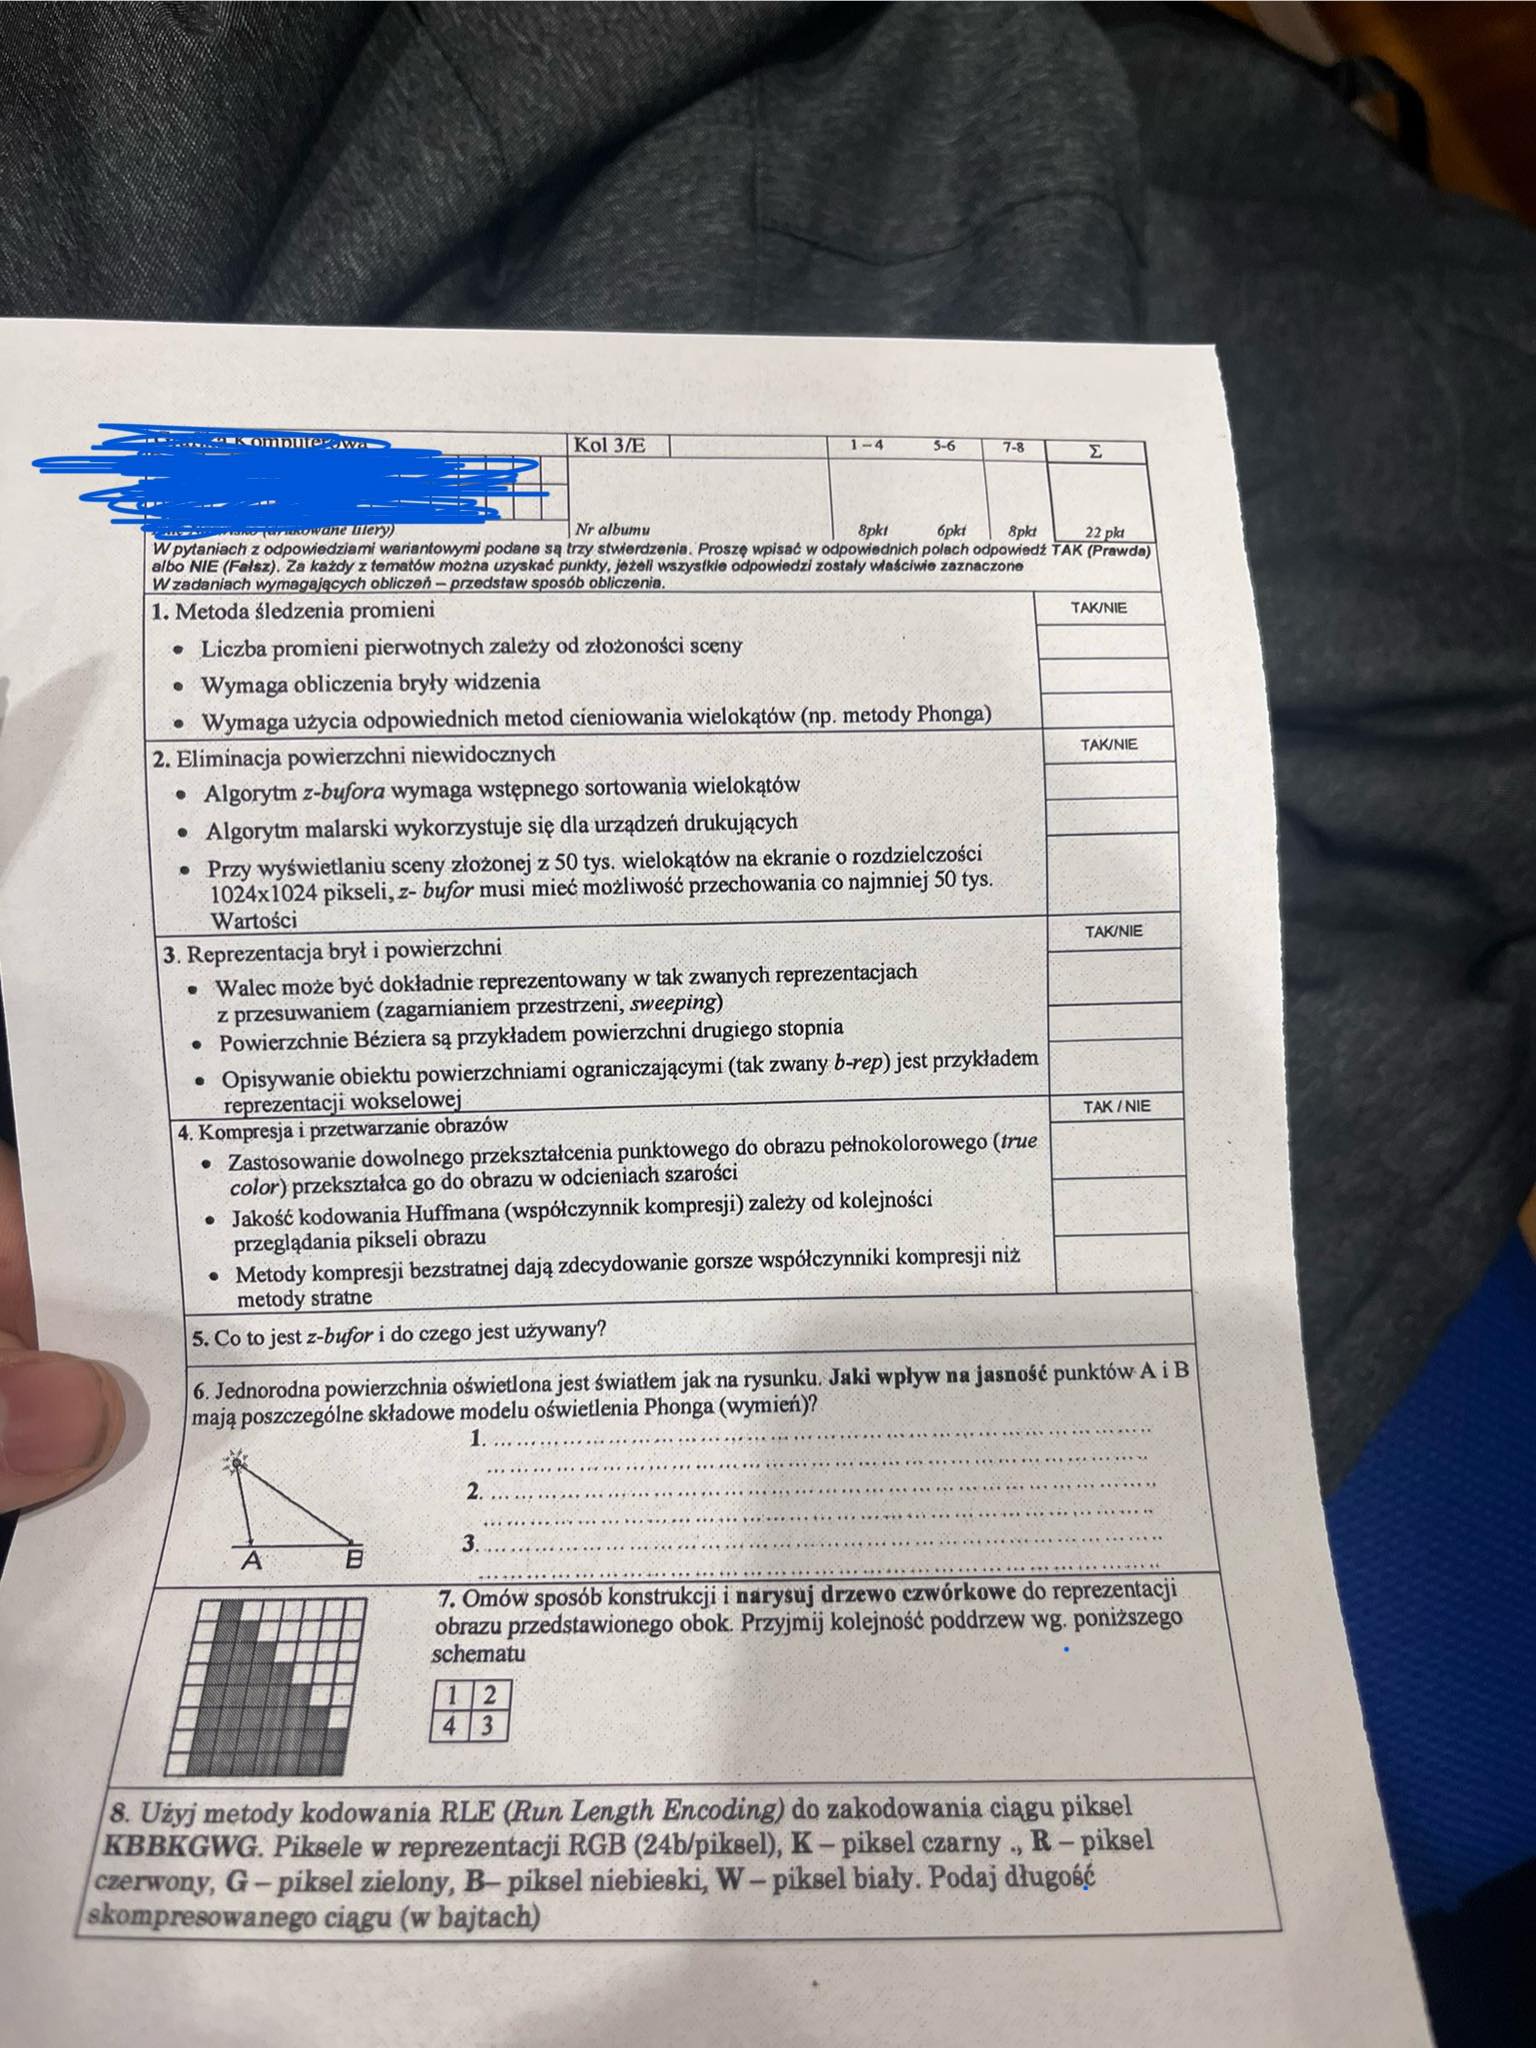 Komputerowa
Kol 3/E
1 – 4 5-6 7-8 Σ
(drukowane litery)
Nr albumu
8pkt 6pkt 8pkt 22 pkt
W pytaniach z odpowiedziami wariantowymi podane są trzy stwierdzenia. Proszę wpisać w odpowiednich polach odpowiedź TAK (Prawda)
albo NIE (Fałsz). Za każdy z tematów można uzyskać punkty, jeżeli wszystkie odpowiedzi zostały właściwie zaznaczone
W zadaniach wymagających obliczeń – przedstaw sposób obliczenia.
1. Metoda śledzenia promieni TAK/NIE
• Liczba promieni pierwotnych zależy od złożoności sceny
• Wymaga obliczenia bryły widzenia
• Wymaga użycia odpowiednich metod cieniowania wielokątów (np. metody Phonga)
2. Eliminacja powierzchni niewidocznych TAK/NIE
• Algorytm z-bufora wymaga wstępnego sortowania wielokątów
• Algorytm malarski wykorzystuje się dla urządzeń drukujących
• Przy wyświetlaniu sceny złożonej z 50 tys. wielokątów na ekranie o rozdzielczości
1024x1024 pikseli, z- bufor musi mieć możliwość przechowania co najmniej 50 tys.
Wartości
3. Reprezentacja brył i powierzchni TAK/NIE
• Walec może być dokładnie reprezentowany w tak zwanych reprezentacjach
z przesuwaniem (zagarnianiem przestrzeni, sweeping)
• Powierzchnie Béziera są przykładem powierzchni drugiego stopnia
• Opisywanie obiektu powierzchniami ograniczającymi (tak zwany b-rep) jest przykładem
reprezentacji wokselowej
4. Kompresja i przetwarzanie obrazów TAK / NIE
• Zastosowanie dowolnego przekształcenia punktowego do obrazu pełnokolorowego (true
color) przekształca go do obrazu w odcieniach szarości
• Jakość kodowania Huffmana (współczynnik kompresji) zależy od kolejności
przeglądania pikseli obrazu
• Metody kompresji bezstratnej dają zdecydowanie gorsze współczynniki kompresji niż
metody stratne
5. Co to jest z-bufor i do czego jest używany?
6. Jednorodna powierzchnia oświetlona jest światłem jak na rysunku. Jaki wpływ na jasność punktów A i B
mają poszczególne składowe modelu oświetlenia Phonga (wymień)?
1.
2.
3.
A B
7. Omów sposób konstrukcji i narysuj drzewo czwórkowe do reprezentacji
obrazu przedstawionego obok. Przyjmij kolejność poddrzew wg. poniższego
schematu
1 2
4 3
8. Użyj metody kodowania RLE (Run Length Encoding) do zakodowania ciągu piksel
KBBKGWG. Piksele w reprezentacji RGB (24b/piksel), K – piksel czarny ., R – piksel
czerwony, G – piksel zielony, B– piksel niebieski, W – piksel biały. Podaj długość
skompresowanego ciągu (w bajtach)